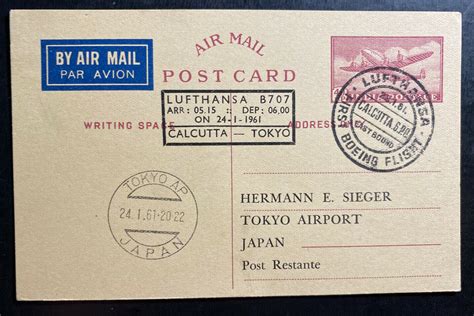 BY AIR MAIL
PAR AVION
AIR MAIL
POST CARD
LUFTHANSA B707
ARR : 05.15 :: DEP: 06.00
ON 24-1-1961
CALCUTTA — TOKYO
WRITING SPACE
ADDRESS
LUFTHANSA
CALCUTTA G.P.O.
EAST BOUND
FIRST BOEING FLIGHT
TOKYO AP
24.1.61-20-22
JAPAN
HERMANN E. SIEGER
TOKYO AIRPORT
JAPAN
Post Restante